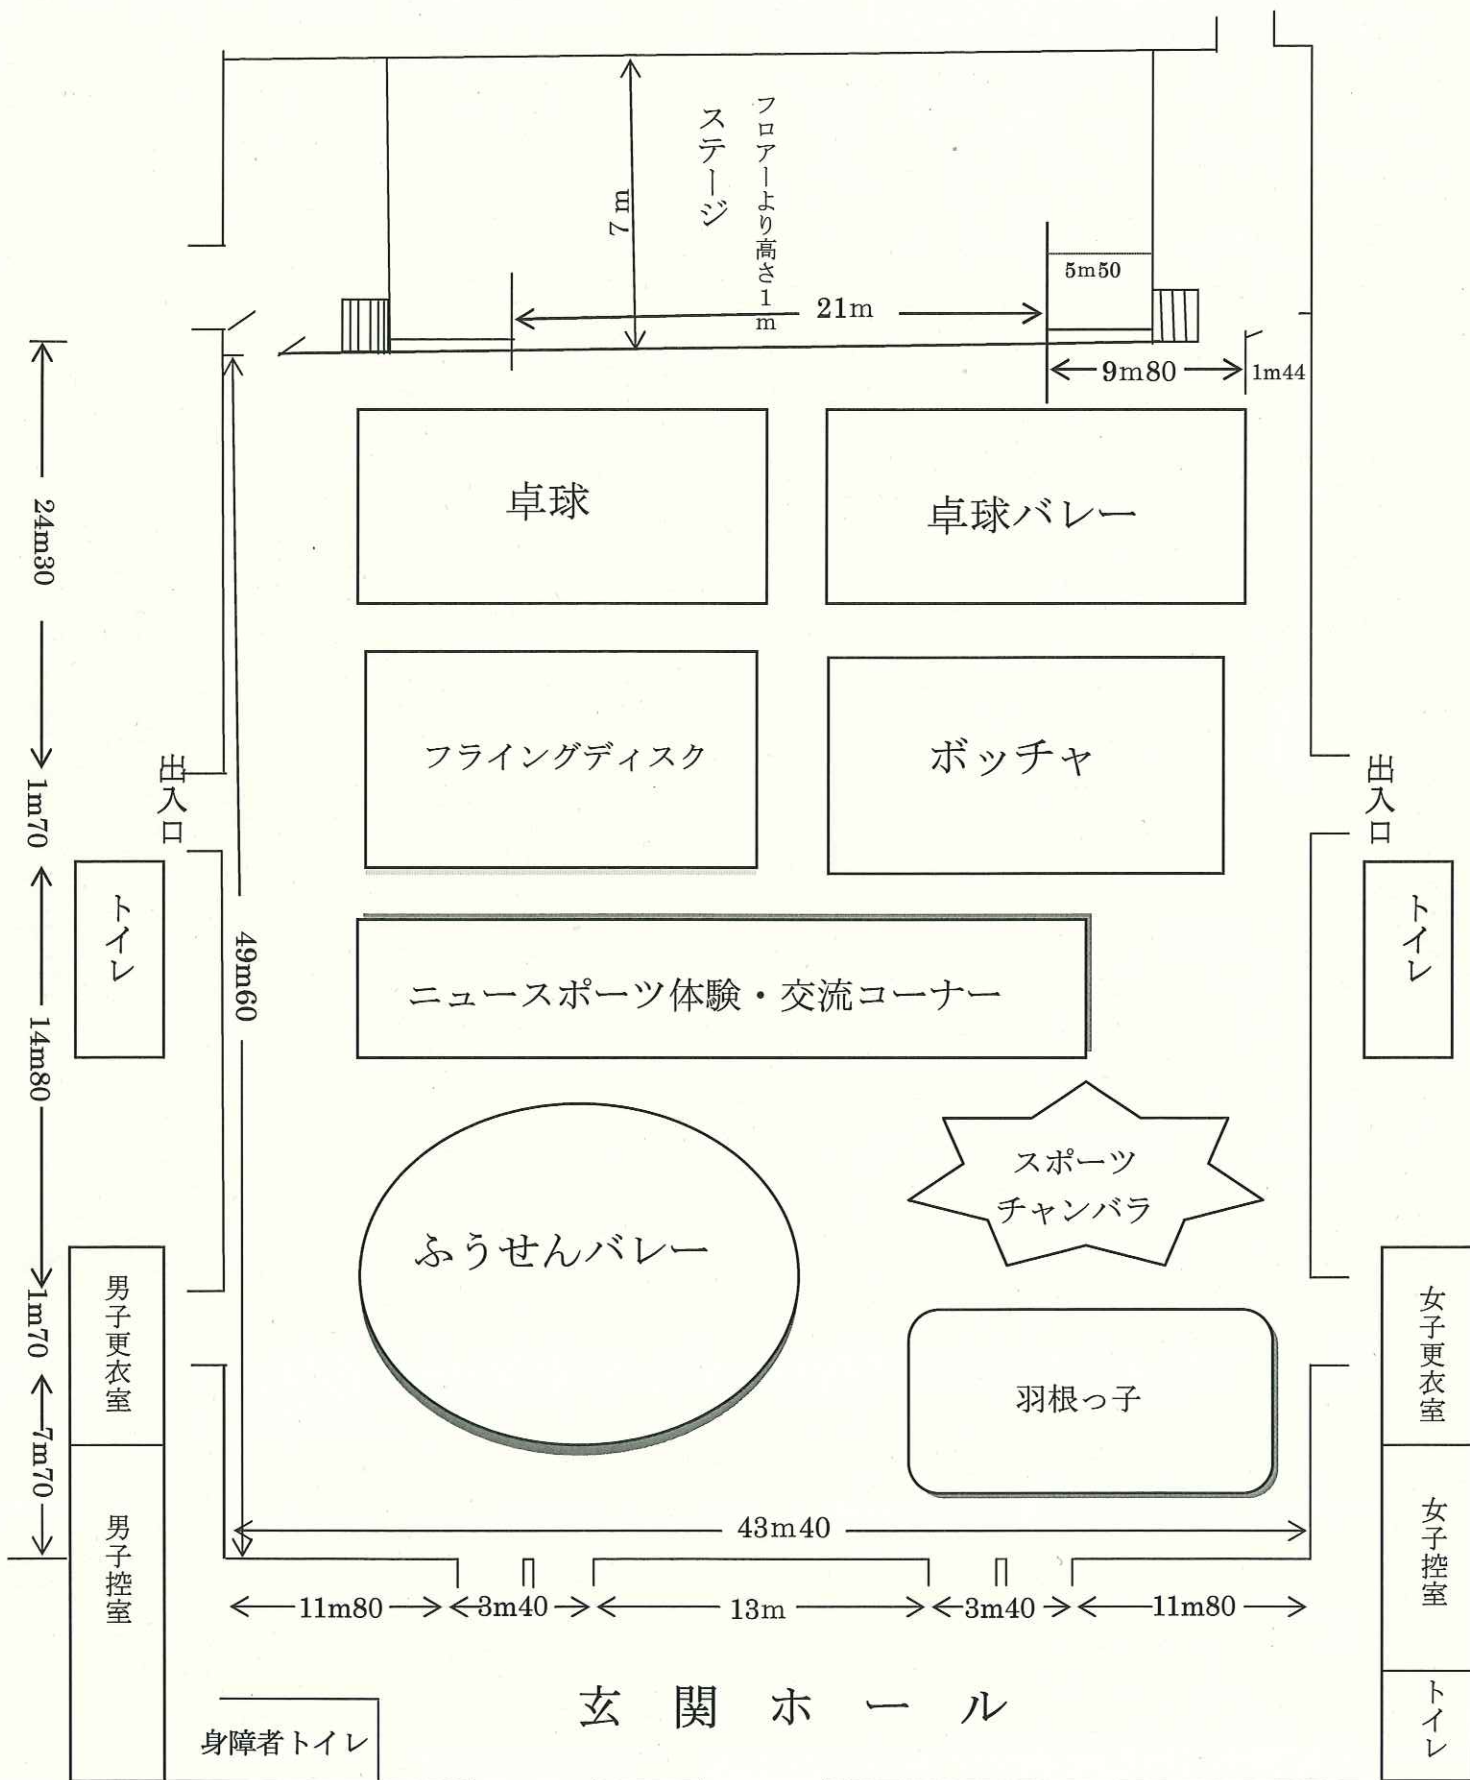 フロアーより高さ1m
ステージ
7m
5m50
21m
9m80
1m44
卓球
卓球バレー
24m30
フライングディスク
ボッチャ
出入口
出入口
1m70
トイレ
トイレ
49m60
ニュースポーツ体験・交流コーナー
14m80
スポーツ
チャンバラ
ふうせんバレー
男子更衣室
女子更衣室
1m70
羽根っ子
7m70
男子控室
女子控室
43m40
11m80
3m40
13m
3m40
11m80
玄関ホール
トイレ
身障者トイレ